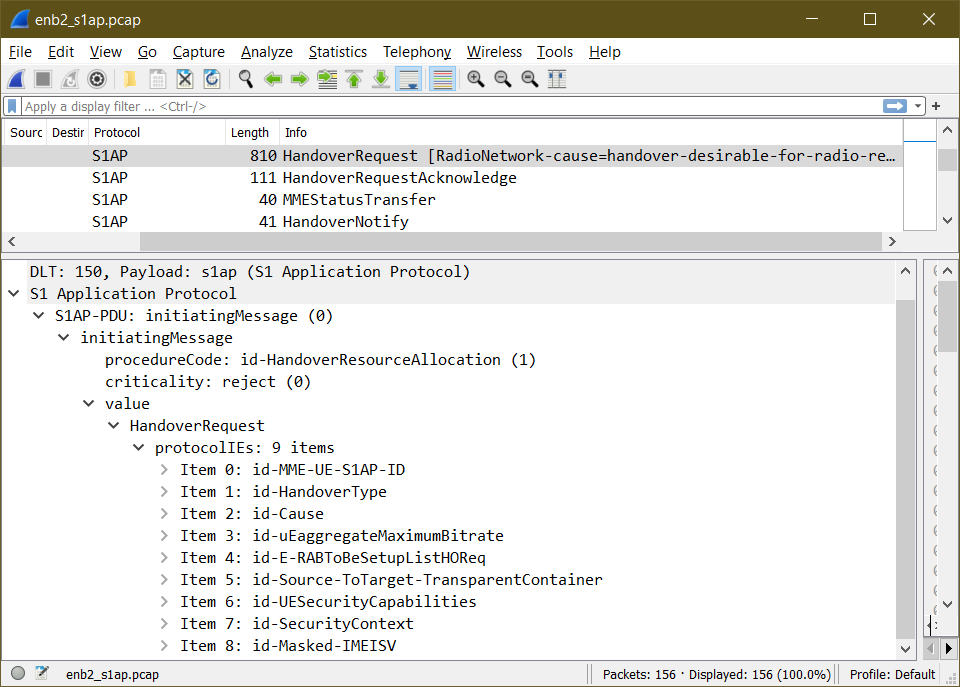 enb2_s1ap.pcap
File Edit View Go Capture Analyze Statistics Telephony Wireless Tools Help
Apply a display filter ... <Ctrl-/>
Sourc Destir Protocol Length Info
S1AP 810 HandoverRequest [RadioNetwork-cause=handover-desirable-for-radio-re…
S1AP 111 HandoverRequestAcknowledge
S1AP 40 MMEStatusTransfer
S1AP 41 HandoverNotify
DLT: 150, Payload: s1ap (S1 Application Protocol)
S1 Application Protocol
S1AP-PDU: initiatingMessage (0)
initiatingMessage
procedureCode: id-HandoverResourceAllocation (1)
criticality: reject (0)
value
HandoverRequest
protocolIEs: 9 items
Item 0: id-MME-UE-S1AP-ID
Item 1: id-HandoverType
Item 2: id-Cause
Item 3: id-uEaggregateMaximumBitrate
Item 4: id-E-RABToBeSetupListHOReq
Item 5: id-Source-ToTarget-TransparentContainer
Item 6: id-UESecurityCapabilities
Item 7: id-SecurityContext
Item 8: id-Masked-IMEISV
enb2_s1ap.pcap
Packets: 156 · Displayed: 156 (100.0%)
Profile: Default